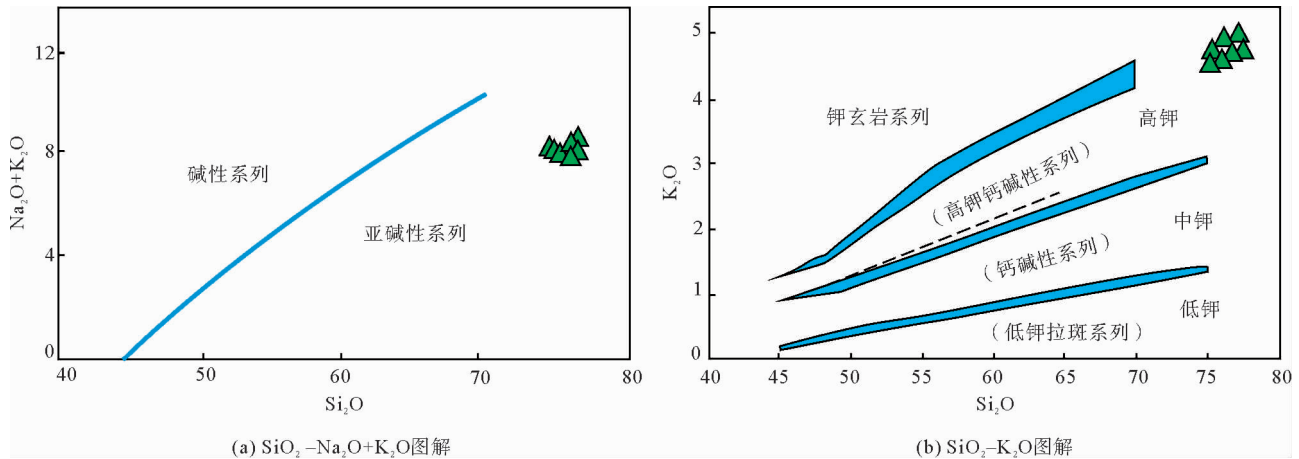 12
8
4
0
Na₂O+K₂O
碱性系列
亚碱性系列
40
50
60
70
80
Si₂O
(a) SiO₂–Na₂O+K₂O图解
5
4
3
2
1
0
K₂O
钾玄岩系列
高钾
(高钾钙碱性系列)
中钾
(钙碱性系列)
低钾
(低钾拉斑系列)
40
45
50
55
60
65
70
75
80
Si₂O
(b) SiO₂–K₂O图解